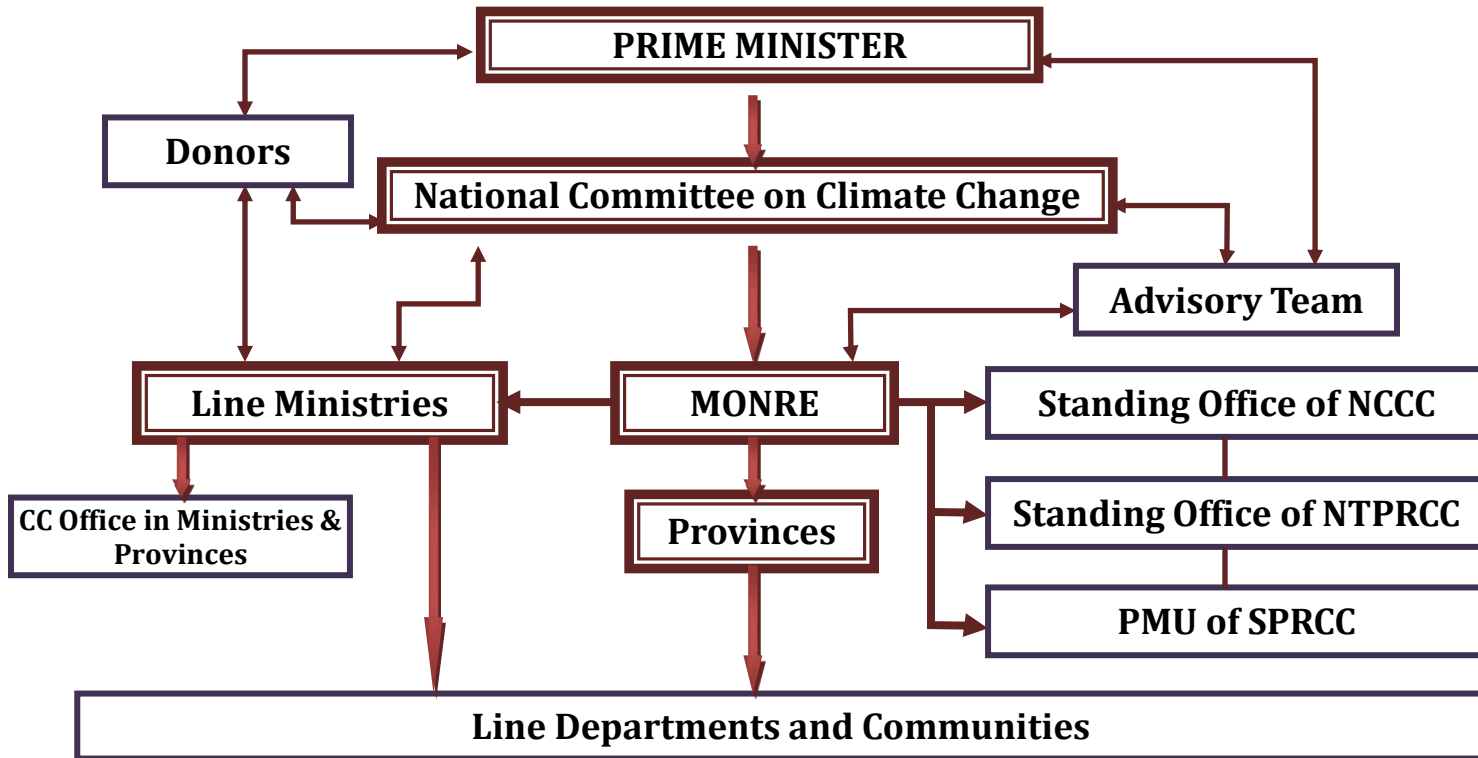 PRIME MINISTER
Donors
National Committee on Climate Change
Advisory Team
Line Ministries
MONRE
Standing Office of NCCC
CC Office in Ministries &
Provinces
Provinces
Standing Office of NTPRCC
PMU of SPRCC
Line Departments and Communities